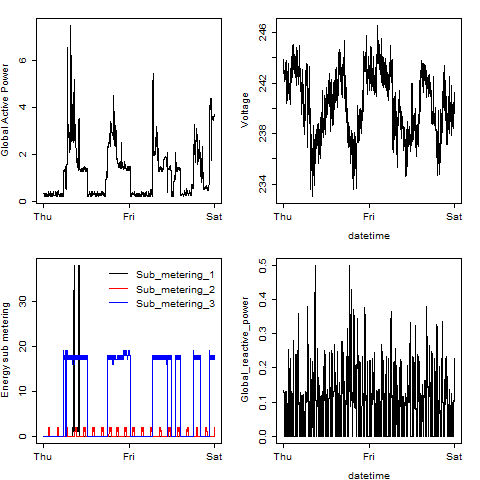 Global Active Power
6
4
2
0
Thu Fri Sat
Voltage
246
242
238
234
Thu Fri Sat
datetime
Energy sub metering
30
20
10
0
Sub_metering_1
Sub_metering_2
Sub_metering_3
Thu Fri Sat
Global_reactive_power
0.5
0.4
0.3
0.2
0.1
0.0
Thu Fri Sat
datetime